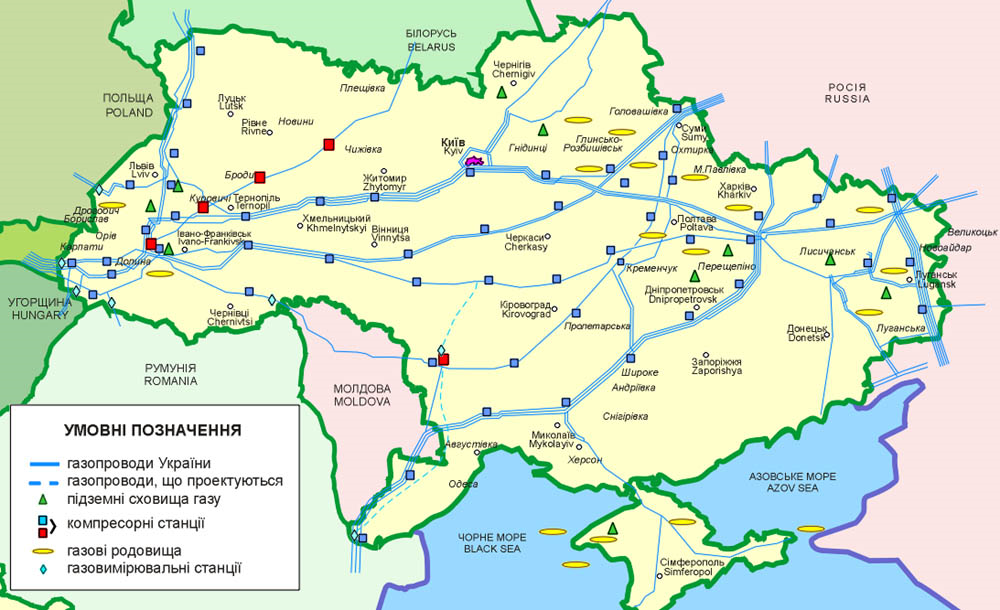 БІЛОРУСЬ
BELARUS
ПОЛЬЩА
POLAND
РОСІЯ
RUSSIA
Чернігів
Chernigiv
Плещівка
Луцьк
Lutsk
Рівне
Rivne
Новини
Головашівка
Суми
Sumy
Київ
Kyiv
Гнідинці
Глинсько-
Розбишівськ
Чижівка
Охтирка
М.Павлівка
Львів
Lviv
Броди
Житомир
Zhytomyr
Харків
Kharkiv
Куровичі
Тернопіль
Ternopil
Дроговоч
Борислав
Хмельницький
Khmelnytskyi
Полтава
Poltava
Орів
Івано-Франківськ
Ivano-Frankivsk
Вінниця
Vinnytsa
Черкаси
Cherkasy
Великоцьк
Новоайдар
Карпати
Долина
Кременчук
Перещепіно
Лисичанськ
Луганськ
Lugansk
УГОРЩИНА
HUNGARY
Чернівці
Chernivtsi
Кіровоград
Kirovograd
Дніпропетровськ
Dnipropetrovsk
Пролетарська
Донецьк
Donetsk
Луганська
РУМУНІЯ
ROMANIA
МОЛДОВА
MOLDOVA
Запоріжжя
Zaporishya
Широке
Андріївка
Снігірівка
Миколаїв
Mykolayiv
Августівка
Херсон
Одеса
АЗОВСЬКЕ МОРЕ
AZOV SEA
ЧОРНЕ МОРЕ
BLACK SEA
Сімферополь
Simferopol
УМОВНІ ПОЗНАЧЕННЯ
газопроводи України
газопроводи, що проектуються
підземні сховища газу
компресорні станції
газові родовища
газовимірювальні станції